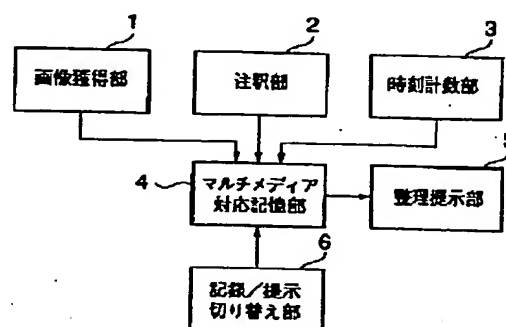 1
2
3
画像獲得部
注釈部
時刻計数部
4
マルチメディア
対応記憶部
5
整理提示部
6
記録/提示
切り替え部